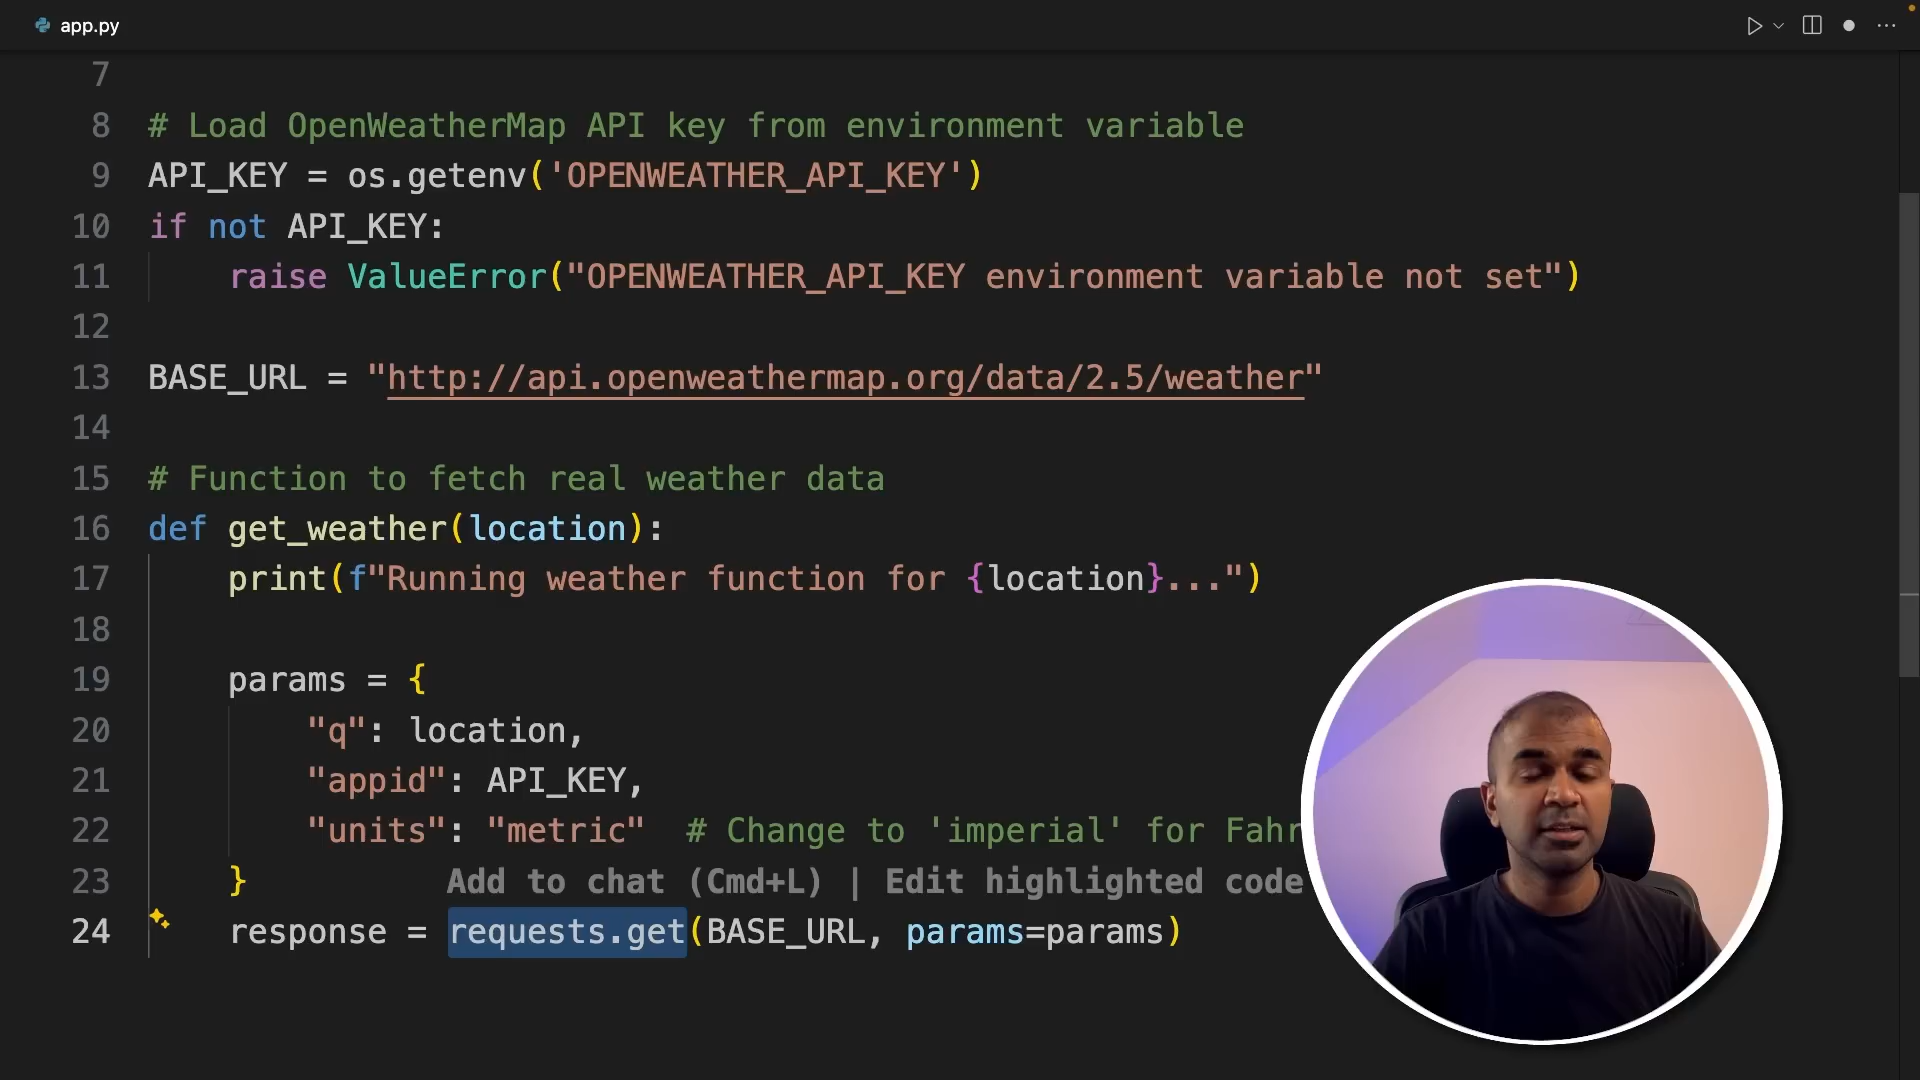 app.py
7
8 # Load OpenWeatherMap API key from environment variable
9 API_KEY = os.getenv('OPENWEATHER_API_KEY')
10 if not API_KEY:
11 raise ValueError("OPENWEATHER_API_KEY environment variable not set")
12
13 BASE_URL = "http://api.openweathermap.org/data/2.5/weather"
14
15 # Function to fetch real weather data
16 def get_weather(location):
17 print(f"Running weather function for {location}...")
18
19 params = {
20 "q": location,
21 "appid": API_KEY,
22 "units": "metric" # Change to 'imperial' for Fahr
23 } Add to chat (Cmd+L) | Edit highlighted code
24 response = requests.get(BASE_URL, params=params)